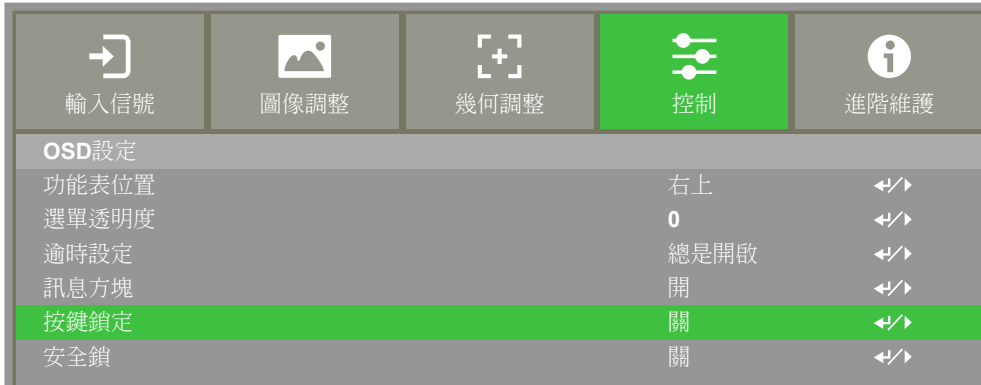 輸入信號 圖像調整 幾何調整 控制 進階維護
OSD設定
功能表位置 右上
選單透明度 0
逾時設定 總是開啟
訊息方塊 開
按鍵鎖定 關
安全鎖 關